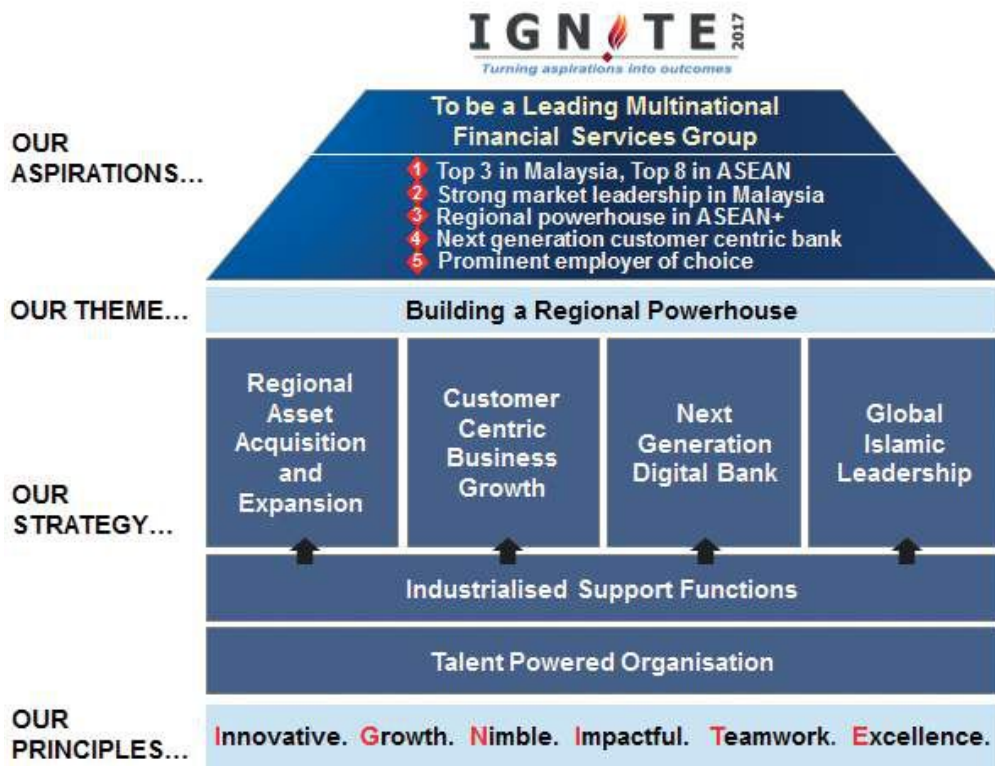 IGNITE 2017
Turning aspirations into outcomes
OUR
ASPIRATIONS...
To be a Leading Multinational
Financial Services Group
1 Top 3 in Malaysia, Top 8 in ASEAN
2 Strong market leadership in Malaysia
3 Regional powerhouse in ASEAN+
4 Next generation customer centric bank
5 Prominent employer of choice
OUR THEME...
Building a Regional Powerhouse
OUR
STRATEGY...
Regional
Asset
Acquisition
and
Expansion
Customer
Centric
Business
Growth
Next
Generation
Digital Bank
Global
Islamic
Leadership
Industrialised Support Functions
Talent Powered Organisation
OUR
PRINCIPLES...
Innovative. Growth. Nimble. Impactful. Teamwork. Excellence.